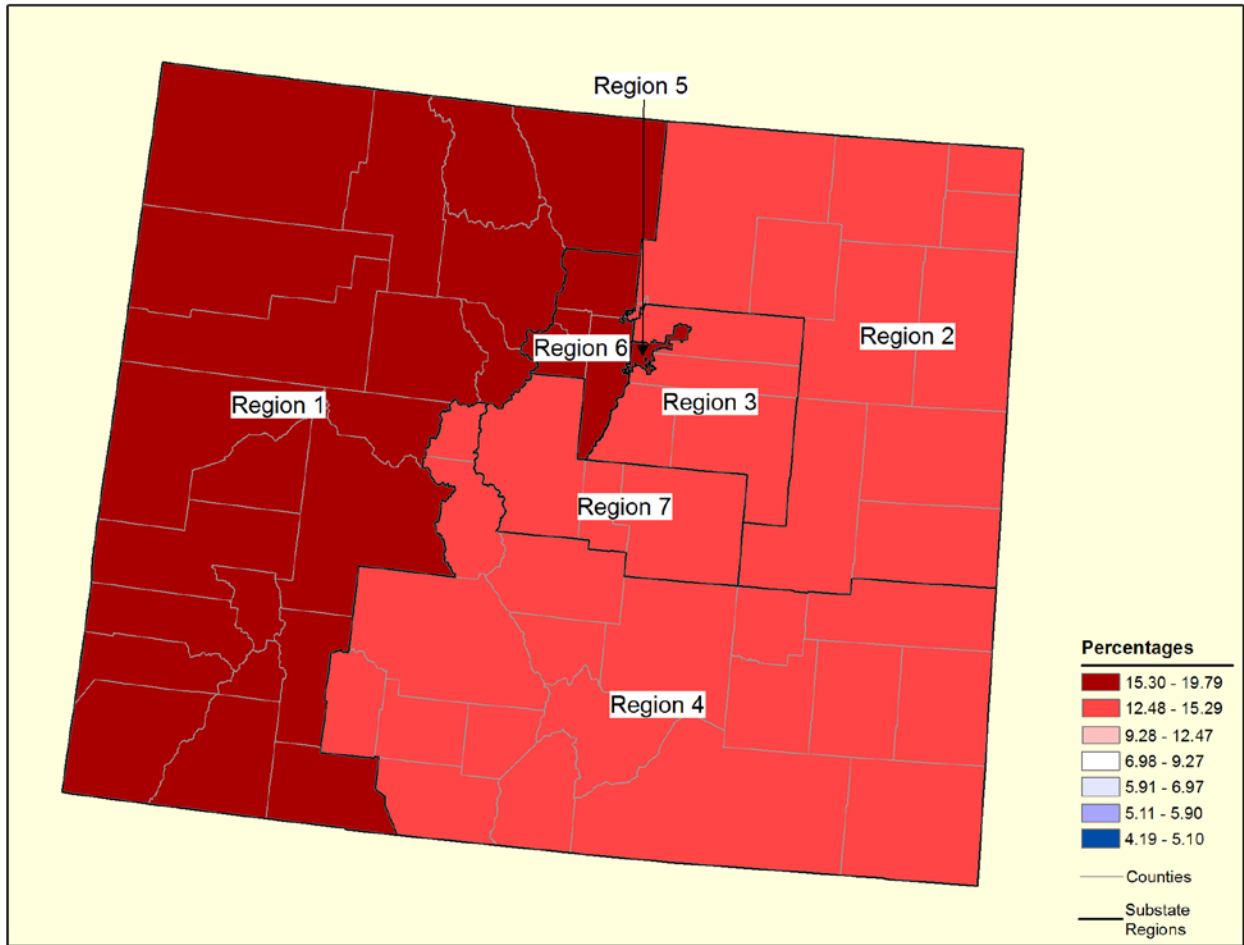 Region 5
Region 2
Region 6
Region 3
Region 1
Region 7
Region 4
Percentages
15.30 - 19.79
12.48 - 15.29
9.28 - 12.47
6.98 - 9.27
5.91 - 6.97
5.11 - 5.90
4.19 - 5.10
Counties
Substate
Regions